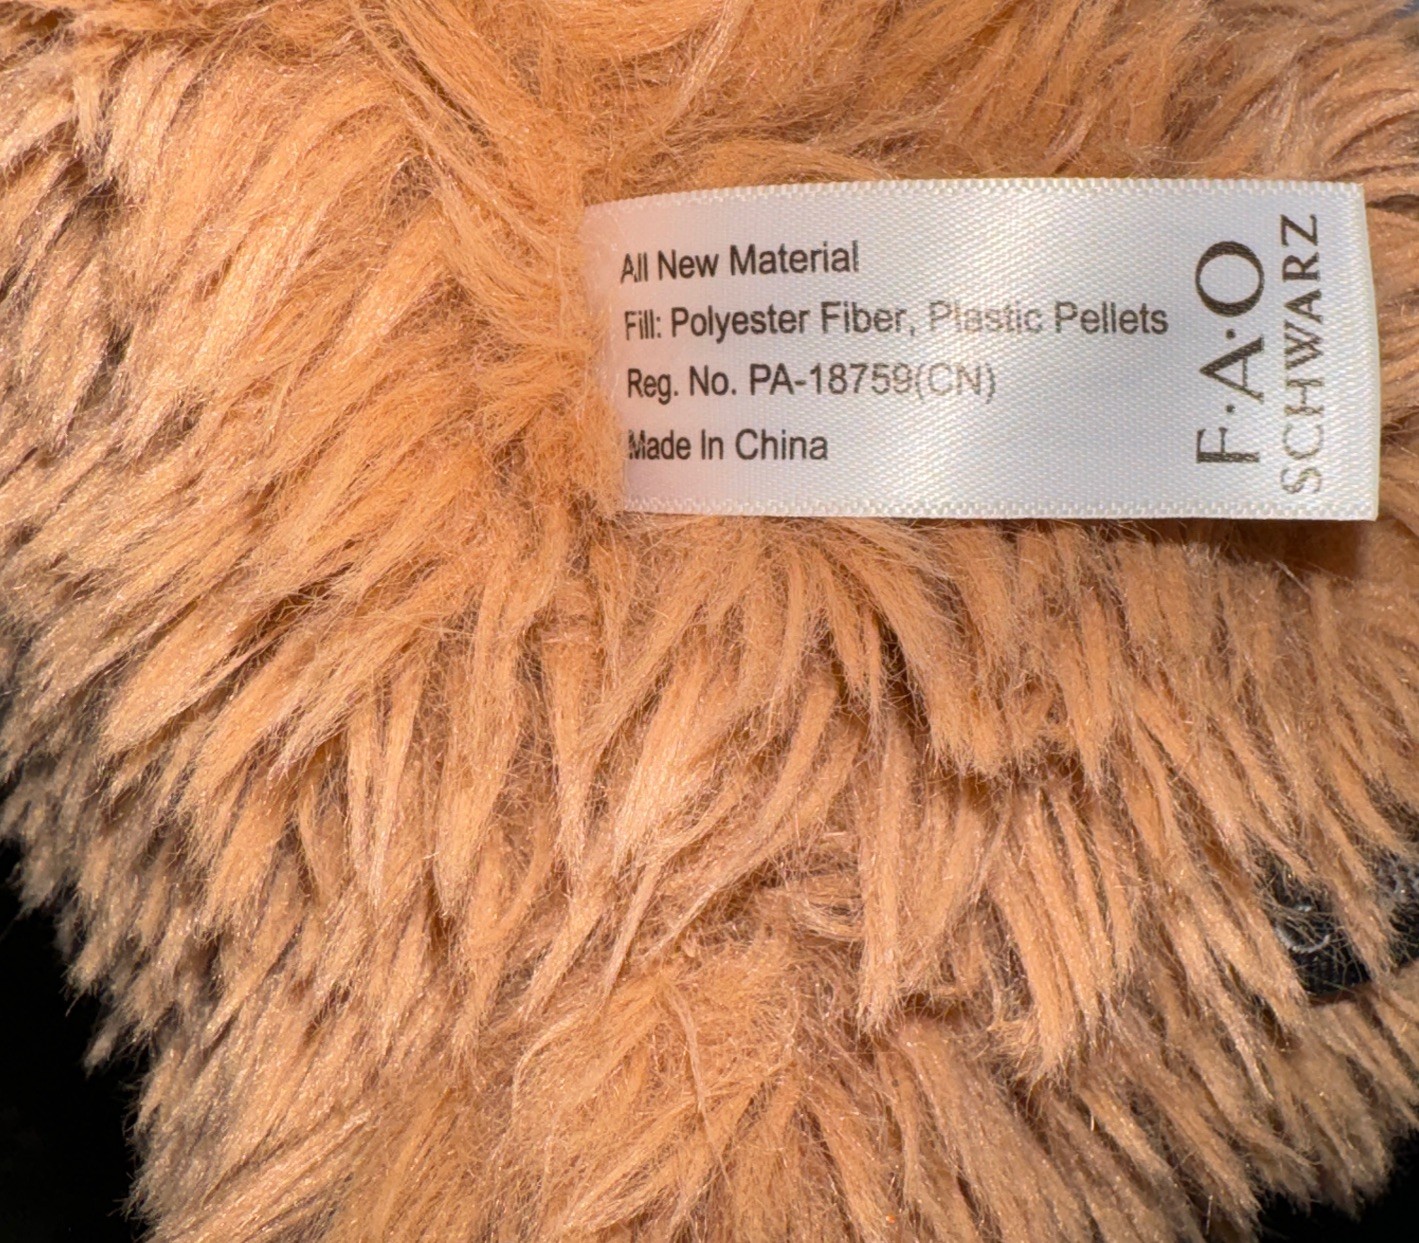 All New Material
Fill: Polyester Fiber, Plastic Pellets
Reg. No. PA-18759(CN)
Made In China
F·A·O
SCHWARZ